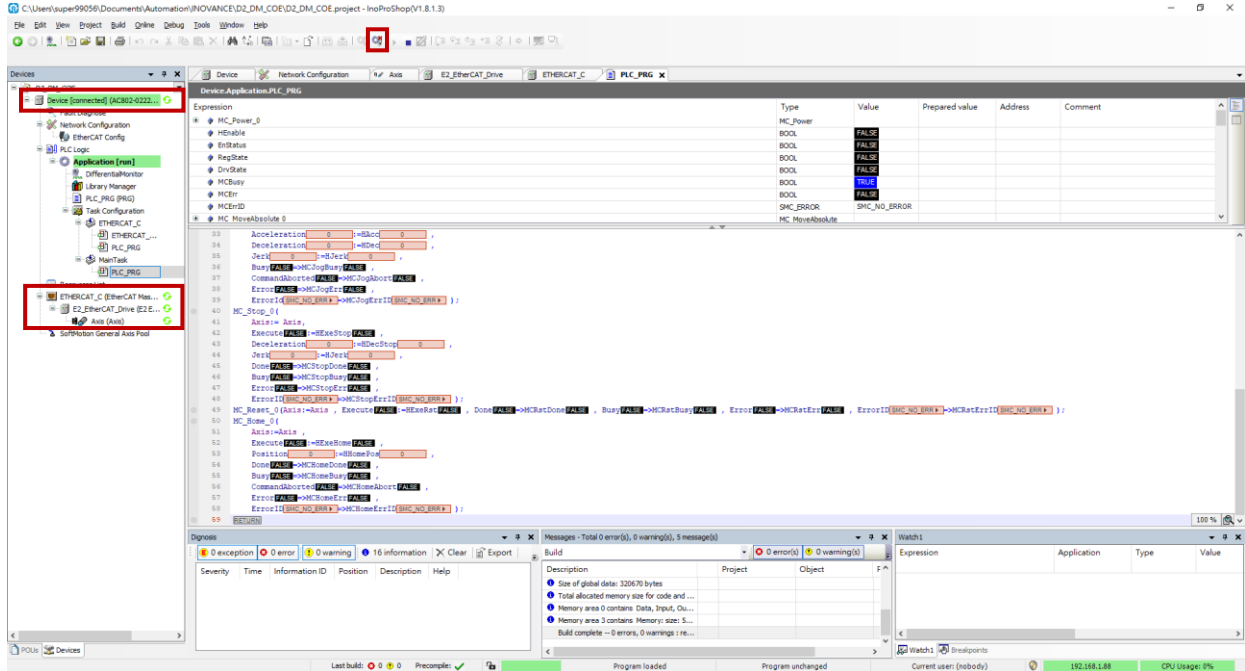 C:\Users\super99056\Documents\Automation\INOVANCE\D2_DM_COE\D2_DM_COE.project - InoProShop(V1.8.1.3)
File Edit View Project Build Online Debug Tools Window Help
Devices
Device [connected] (AC802-0222...
Network Configuration
EtherCAT Config
PLC Logic
Application [run]
DifferentialMonitor
Library Manager
PLC_PRG (PRG)
Task Configuration
ETHERCAT_C
ETHERCAT_...
PLC_PRG
MainTask
PLC_PRG
ETHERCAT_C (EtherCAT Mas...
E2_EtherCAT_Drive (E2 E...
Axis (Axis)
SoftMotion General Axis Pool
POUs Devices
Device Network Configuration Axis E2_EtherCAT_Drive ETHERCAT_C PLC_PRG
Device.Application.PLC_PRG
Expression Type Value Prepared value Address Comment
MC_Power_0 MC_Power
HEnable BOOL FALSE
EnStatus BOOL FALSE
RegState BOOL FALSE
DrvState BOOL FALSE
MCBusy BOOL TRUE
MCErr BOOL FALSE
MCErrID SMC_ERROR SMC_NO_ERROR
MC_MoveAbsolute_0 MC_MoveAbsolute
33 Acceleration 0 :=HAcc 0 ,
34 Deceleration 0 :=HDec 0 ,
35 Jerk 0 :=HJerk 0 ,
36 Busy FALSE =>MCJogBusy FALSE ,
37 CommandAborted FALSE =>MCJogAbort FALSE ,
38 Error FALSE =>MCJogErr FALSE ,
39 ErrorId SMC_NO_ERR =>MCJogErrID SMC_NO_ERR );
40 MC_Stop_0(
41 Axis:= Axis,
42 Execute FALSE :=HExeStop FALSE ,
43 Deceleration 0 :=HDecStop 0 ,
44 Jerk 0 :=HJerk 0 ,
45 Done FALSE =>MCStopDone FALSE ,
46 Busy FALSE =>MCStopBusy FALSE ,
47 Error FALSE =>MCStopErr FALSE ,
48 ErrorID SMC_NO_ERR =>MCStopErrID SMC_NO_ERR );
49 MC_Reset_0(Axis:=Axis , Execute FALSE :=HExeRst FALSE , Done FALSE =>MCRstDone FALSE , Busy FALSE =>MCRstBusy FALSE , Error FALSE =>MCRstErr FALSE , ErrorID SMC_NO_ERR =>MCRstErrID SMC_NO_ERR );
50 MC_Home_0(
51 Axis:=Axis ,
52 Execute FALSE :=HExeHome FALSE ,
53 Position 0 :=HHomePos 0 ,
54 Done FALSE =>MCHomeDone FALSE ,
55 Busy FALSE =>MCHomeBusy FALSE ,
56 CommandAborted FALSE =>MCHomeAbort FALSE ,
57 Error FALSE =>MCHomeErr FALSE ,
58 ErrorID SMC_NO_ERR =>MCHomeErrID SMC_NO_ERR );
59 RETURN
100 %
Dignosis
0 exception 0 error 0 warning 16 information Clear Export
Severity Time Information ID Position Description Help
Messages - Total 0 error(s), 0 warning(s), 5 message(s)
Build 0 error(s) 0 warning(s)
Description Project Object
Size of global data: 320670 bytes
Total allocated memory size for code and ...
Memory area 0 contains Data, Input, Ou...
Memory area 3 contains Memory: size: 5...
Build complete -- 0 errors, 0 warnings : re...
Watch1
Expression Application Type Value
Watch1 Breakpoints
Last build: 0 0 Precompile: Program loaded Program unchanged Current user: (nobody) 192.168.1.88 CPU Usage: 0%